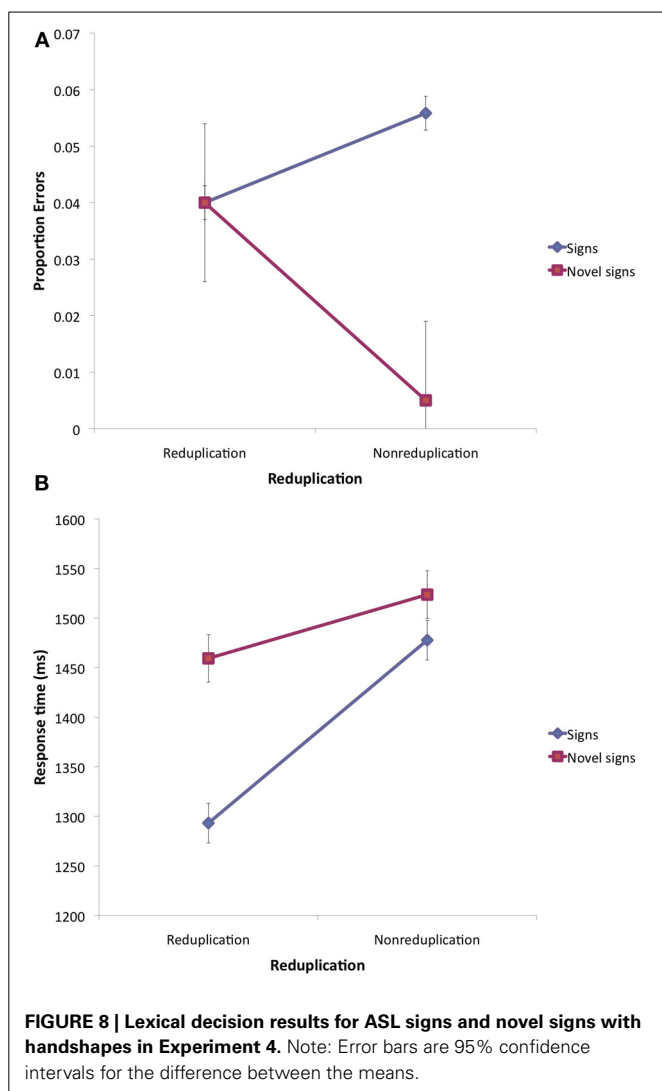 A
0.07
0.06
0.05
0.04
0.03
0.02
0.01
0
Proportion Errors
Signs
Novel signs
Reduplication Nonreduplication
Reduplication
B
1600
1550
1500
1450
1400
1350
1300
1250
1200
Response time (ms)
Signs
Novel signs
Reduplication Nonreduplication
Reduplication
FIGURE 8 | Lexical decision results for ASL signs and novel signs with
handshapes in Experiment 4. Note: Error bars are 95% confidence
intervals for the difference between the means.